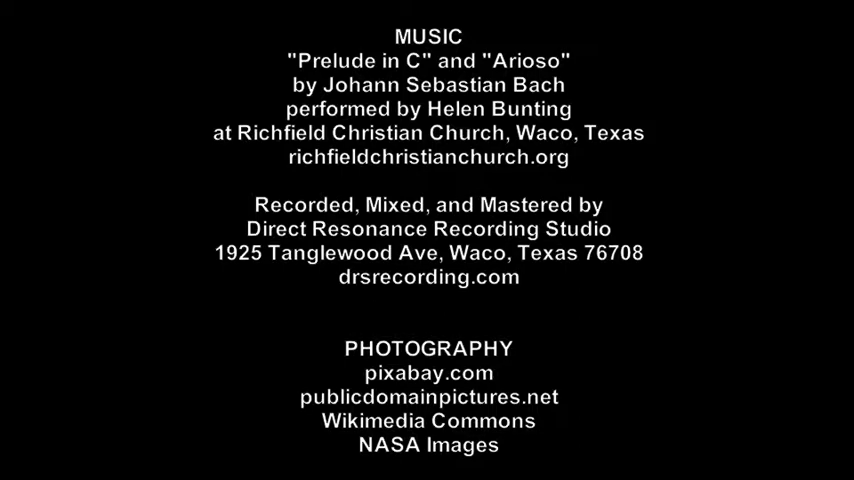 MUSIC
"Prelude in C" and "Arioso"
by Johann Sebastian Bach
performed by Helen Bunting
at Richfield Christian Church, Waco, Texas
richfieldchristianchurch.org
Recorded, Mixed, and Mastered by
Direct Resonance Recording Studio
1925 Tanglewood Ave, Waco, Texas 76708
drsrecording.com
PHOTOGRAPHY
pixabay.com
publicdomainpictures.net
Wikimedia Commons
NASA Images